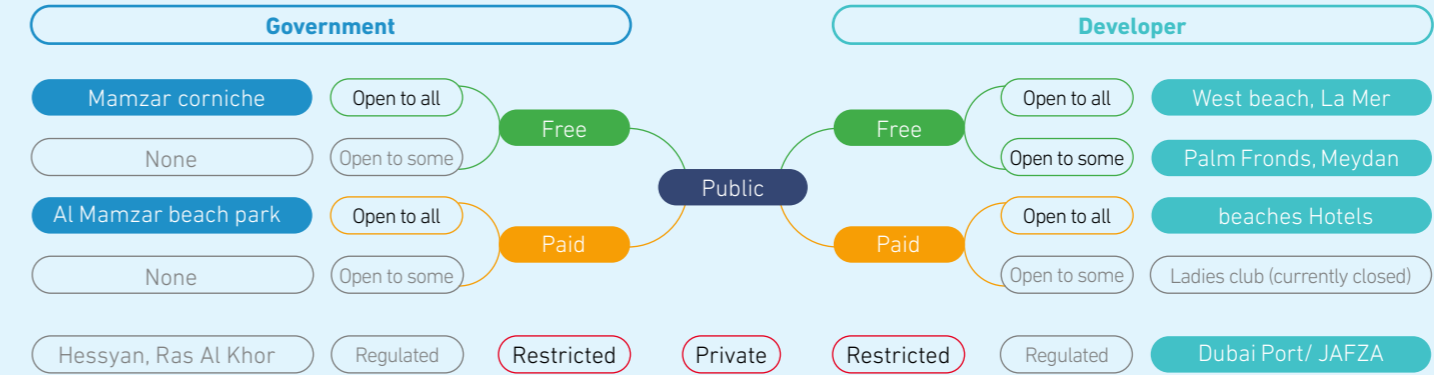 Government
Developer
Mamzar corniche
Open to all
Free
Free
Open to all
West beach, La Mer
None
Open to some
Open to some
Palm Fronds, Meydan
Public
Al Mamzar beach park
Open to all
Paid
Paid
Open to all
beaches Hotels
None
Open to some
Open to some
Ladies club (currently closed)
Hessyan, Ras Al Khor
Regulated
Restricted
Private
Restricted
Regulated
Dubai Port/ JAFZA